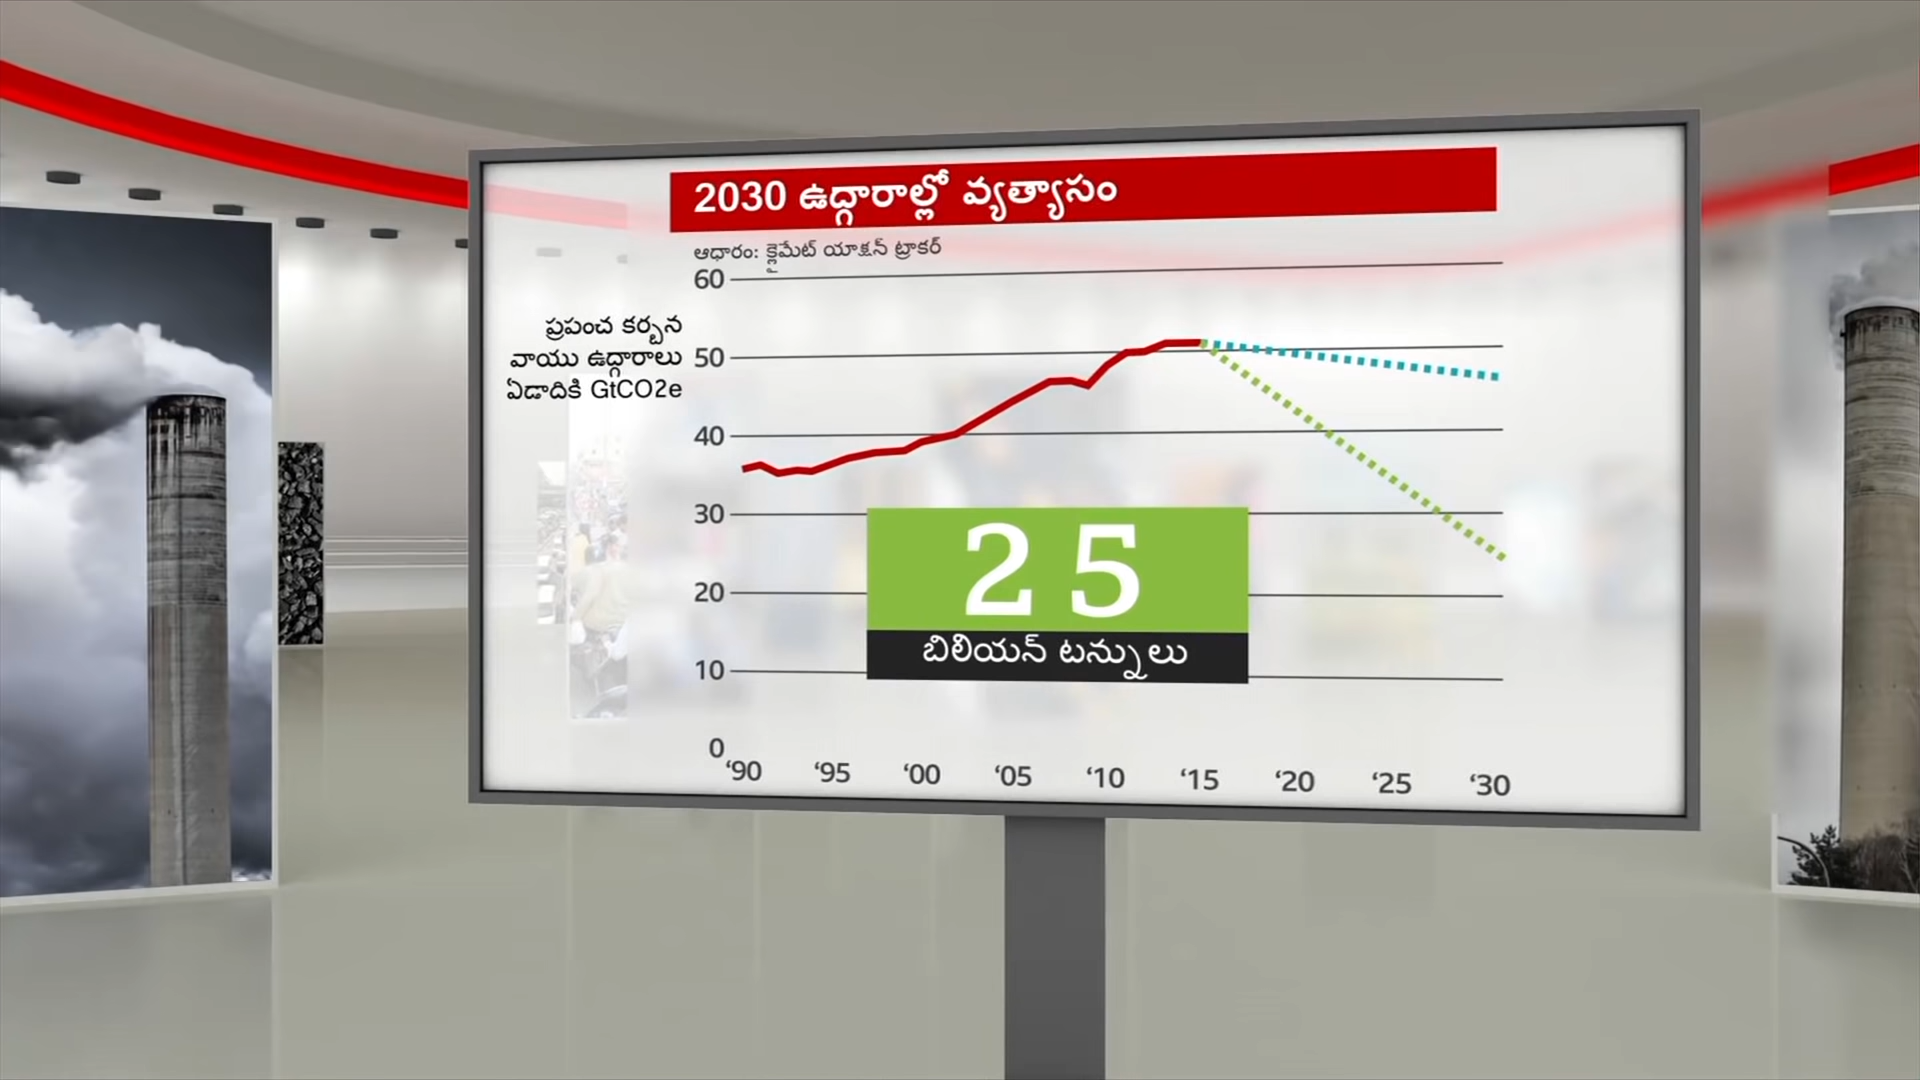 2030 ఉద్గారాల్లో వ్యత్యాసం
ఆధారం: క్లైమేట్ యాక్షన్ ట్రాకర్
ప్రపంచ కర్బన
వాయు ఉద్గారాలు
ఏడాదికి GtCO2e
60
50
40
30
20
10
0
25
బిలియన్ టన్నులు
‘90 ‘95 ‘00 ‘05 ‘10 ‘15 ‘20 ‘25 ‘30